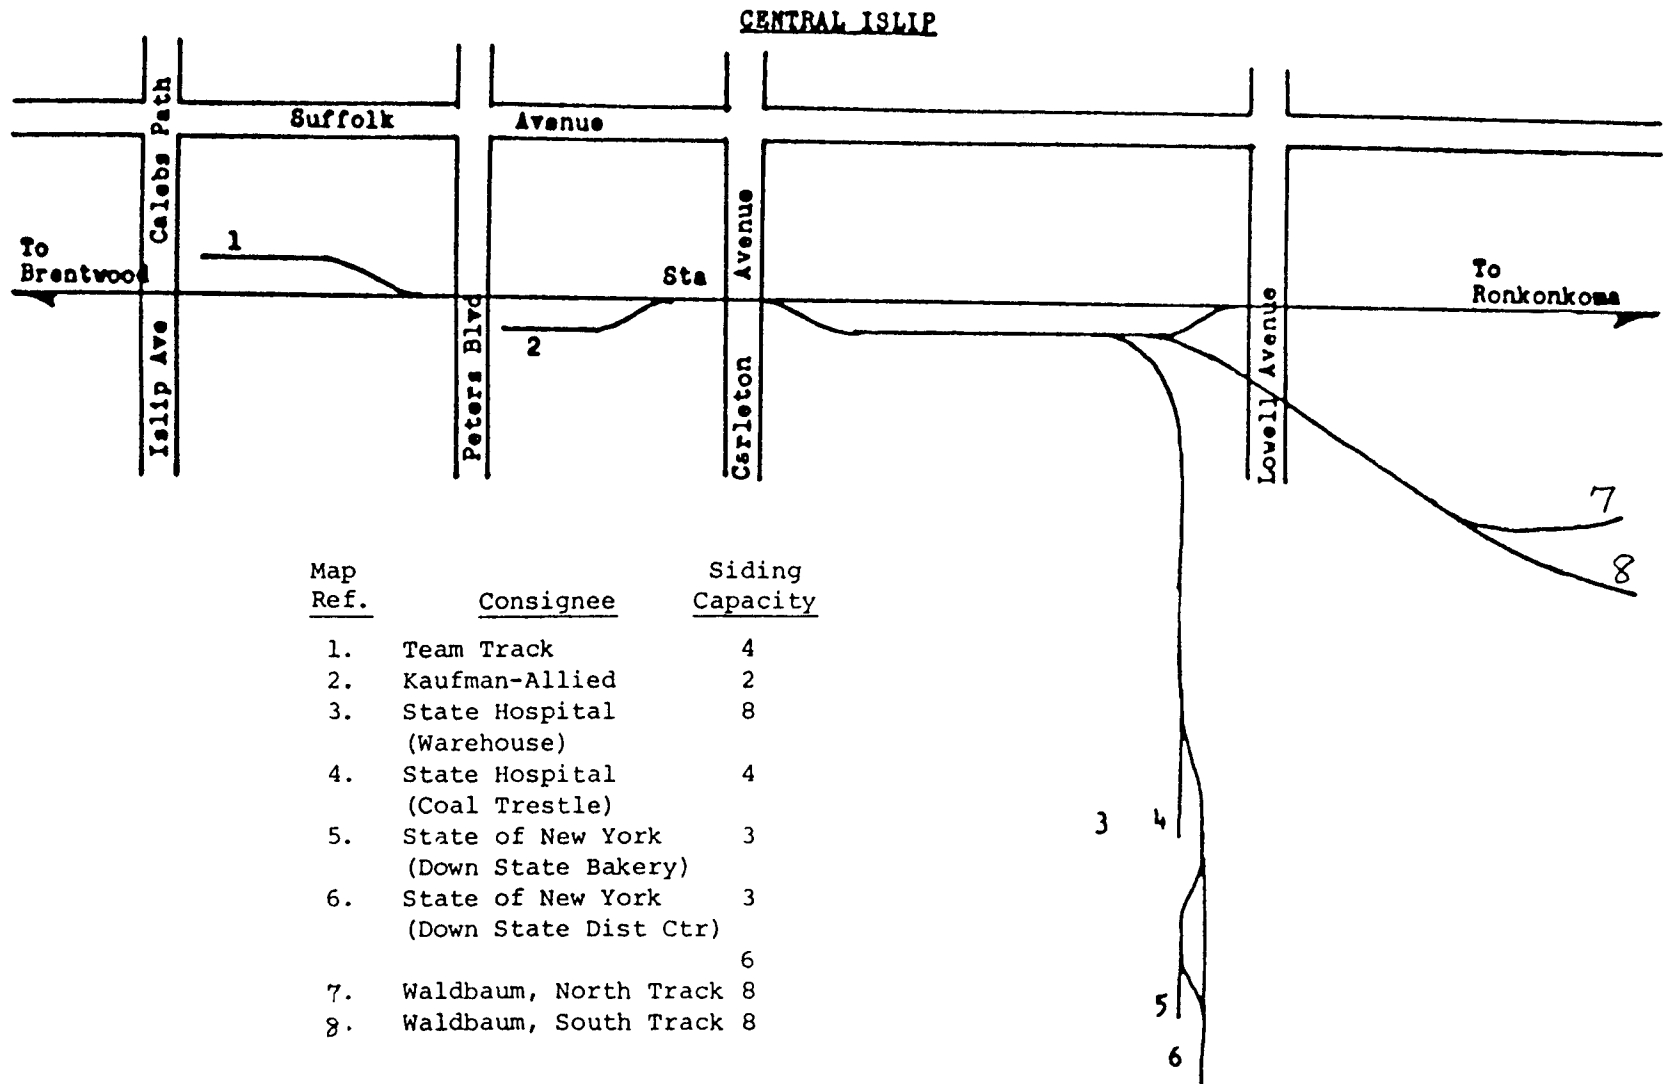 CENTRAL ISLIP
Calebs Path
Suffolk Avenue
To
Brentwood
1
Islip Ave
Peters Blvd
2
Sta
Carleton Avenue
Lowell Avenue
To
Ronkonkoma
7
8
3
4
5
6
Map Siding
Ref. Consignee Capacity
1. Team Track 4
2. Kaufman-Allied 2
3. State Hospital 8
(Warehouse)
4. State Hospital 4
(Coal Trestle)
5. State of New York 3
(Down State Bakery)
6. State of New York 3
(Down State Dist Ctr)
6
7. Waldbaum, North Track 8
8. Waldbaum, South Track 8